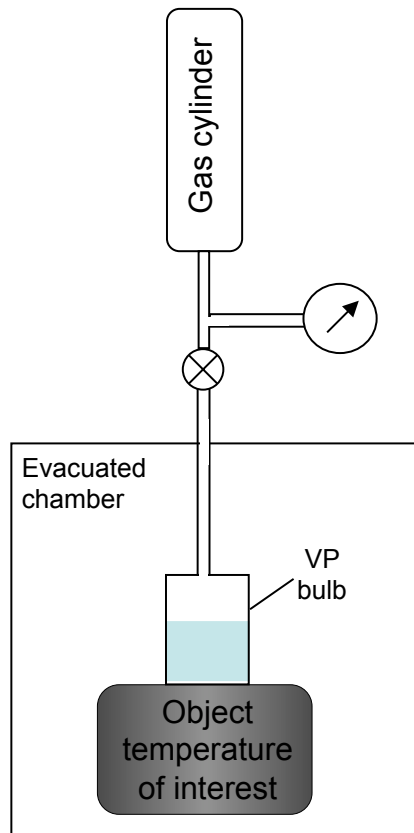 Gas cylinder
Evacuated
chamber
VP
bulb
Object
temperature
of interest